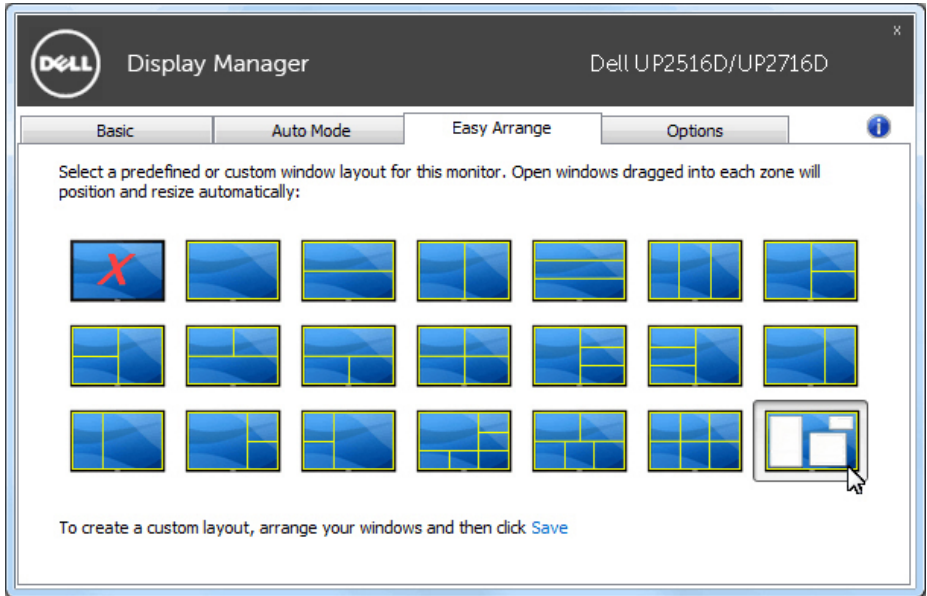 x
DELL
Display Manager
Dell UP2516D/UP2716D
Basic
Auto Mode
Easy Arrange
Options
i
Select a predefined or custom window layout for this monitor. Open windows dragged into each zone will
position and resize automatically:
X
To create a custom layout, arrange your windows and then click Save